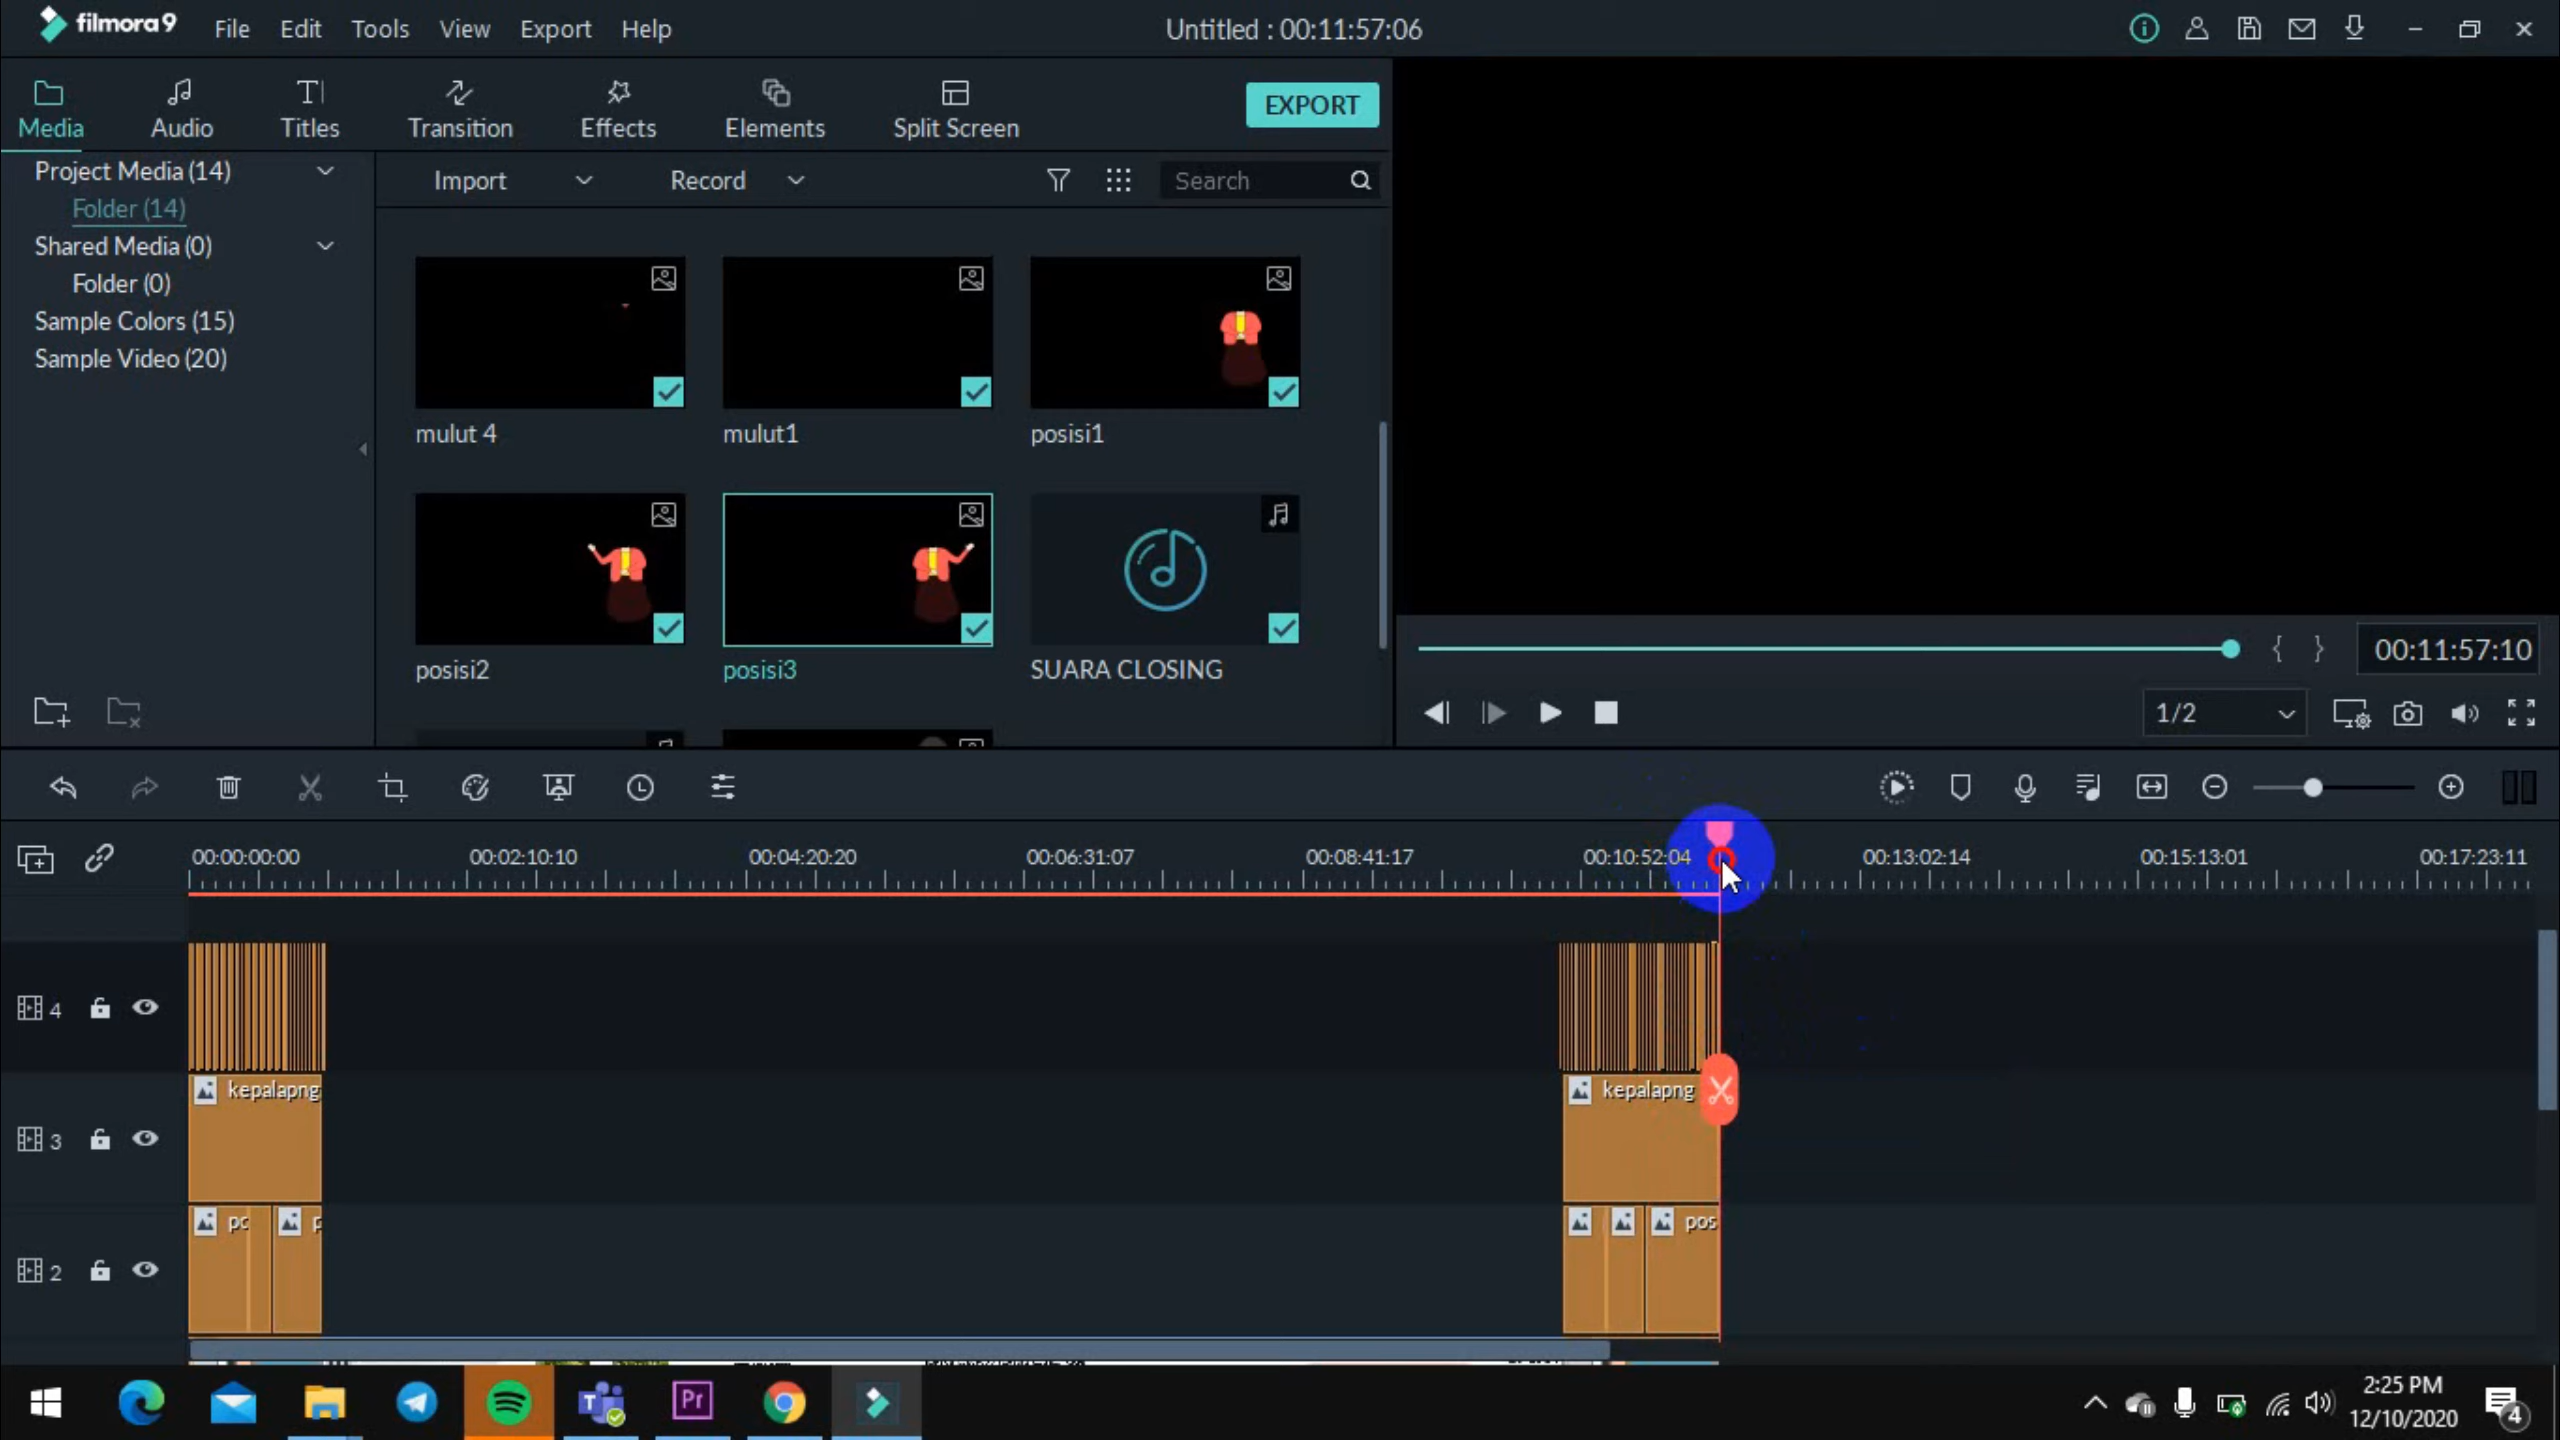 filmora9
File Edit Tools View Export Help
Untitled : 00:11:57:06
Media Audio Titles Transition Effects Elements Split Screen
EXPORT
Project Media (14)
Folder (14)
Shared Media (0)
Folder (0)
Sample Colors (15)
Sample Video (20)
Import Record Search
mulut 4 mulut1 posisi1
posisi2 posisi3 SUARA CLOSING
00:11:57:10
1/2
00:00:00:00 00:02:10:10 00:04:20:20 00:06:31:07 00:08:41:17 00:10:52:04 00:13:02:14 00:15:13:01 00:17:23:11
4
kepalapng kepalapng
3
pos
2
Pr
2:25 PM
12/10/2020
4